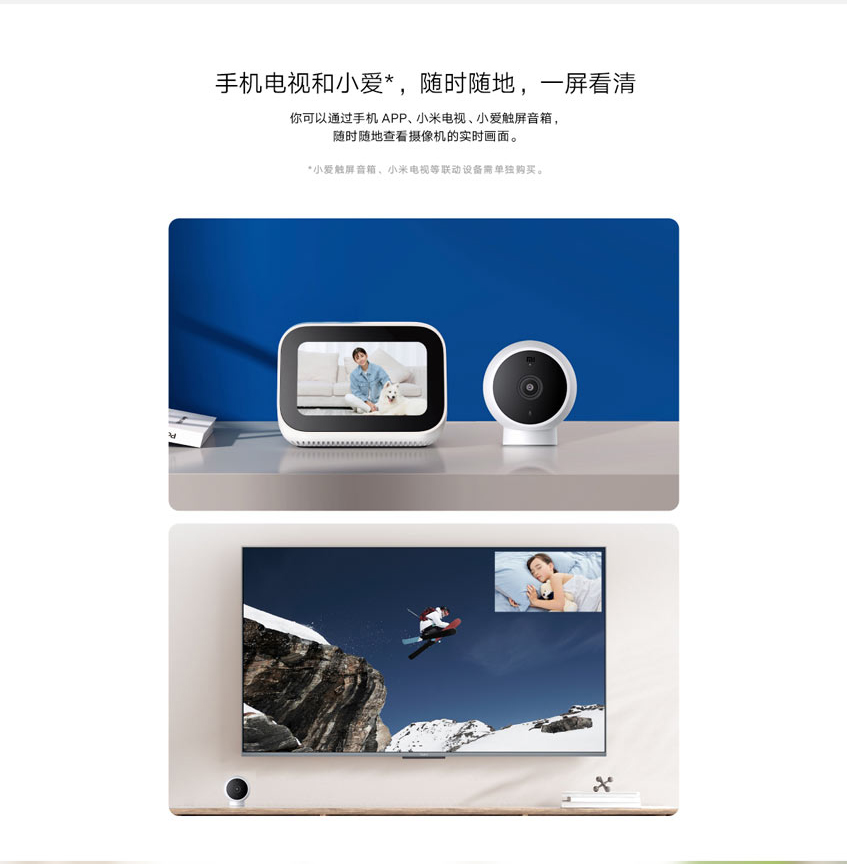 手机电视和小爱*，随时随地，一屏看清
你可以通过手机 APP、小米电视、小爱触屏音箱，
随时随地查看摄像机的实时画面。
*小爱触屏音箱、小米电视等联动设备需单独购买。
mi